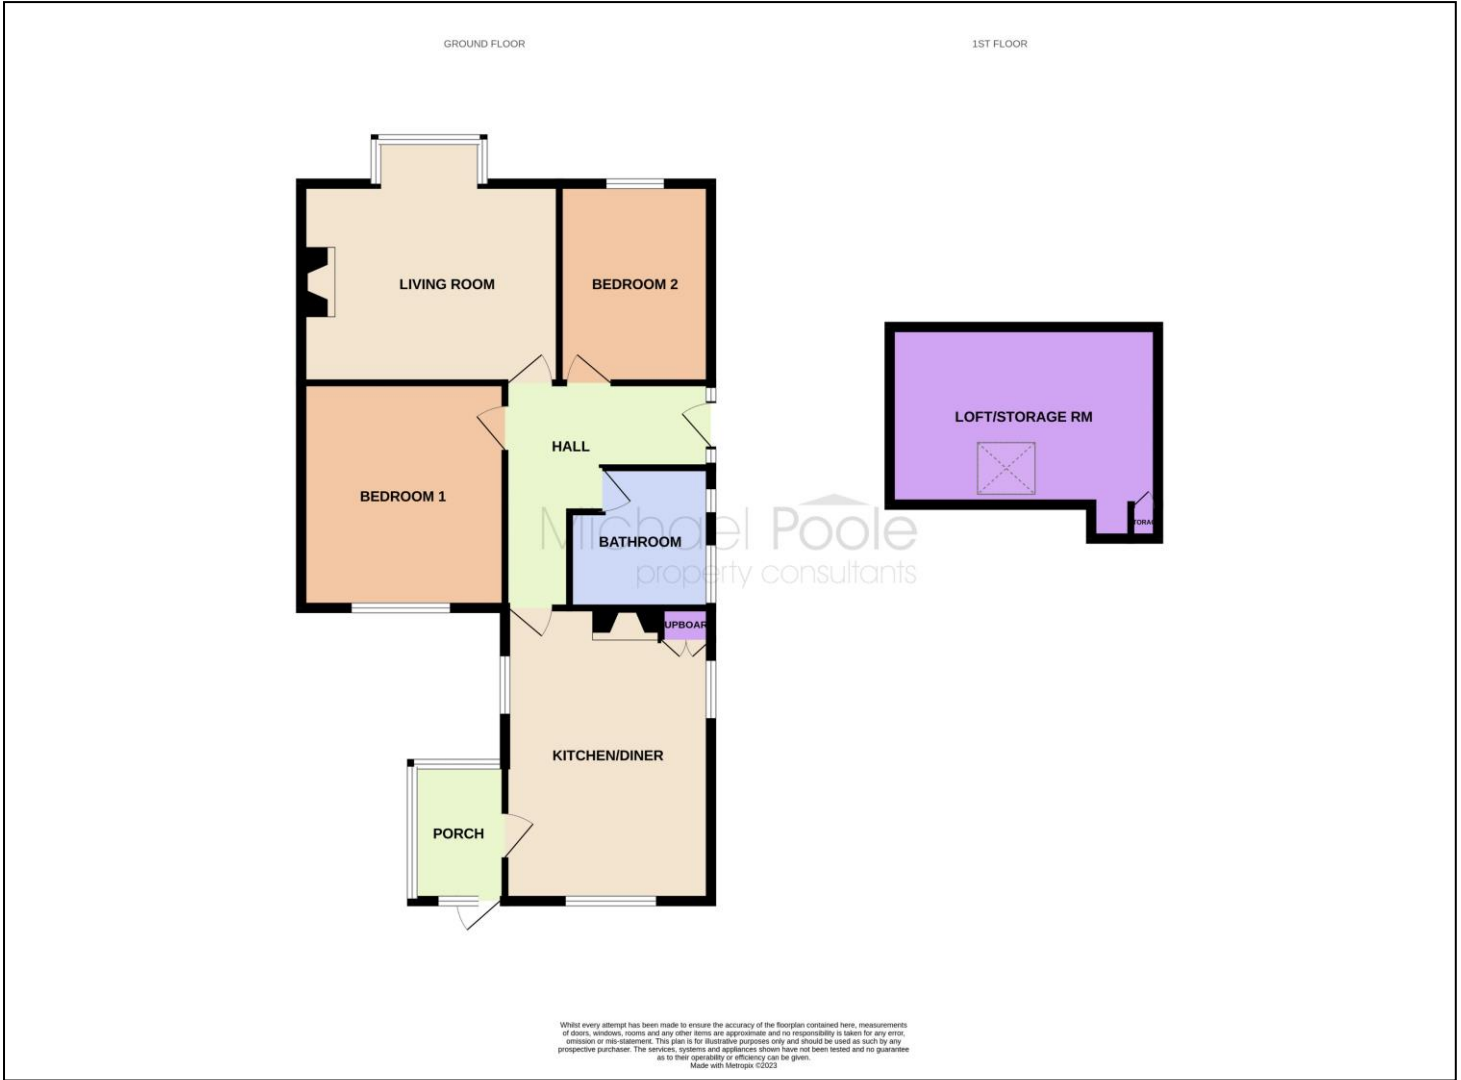 GROUND FLOOR
1ST FLOOR
LIVING ROOM
BEDROOM 2
LOFT/STORAGE RM
HALL
BEDROOM 1
Michael Poole
property consultants
BATHROOM
TORAG
UPBOAR
KITCHEN/DINER
PORCH
Whilst every attempt has been made to ensure the accuracy of the floorplan contained here, measurements
of doors, windows, rooms and any other items are approximate and no responsibility is taken for any error,
omission or mis-statement. This plan is for illustrative purposes only and should be used as such by any
prospective purchaser. The services, systems and appliances shown have not been tested and no guarantee
as to their operability or efficiency can be given.
Made with Metropix ©2023